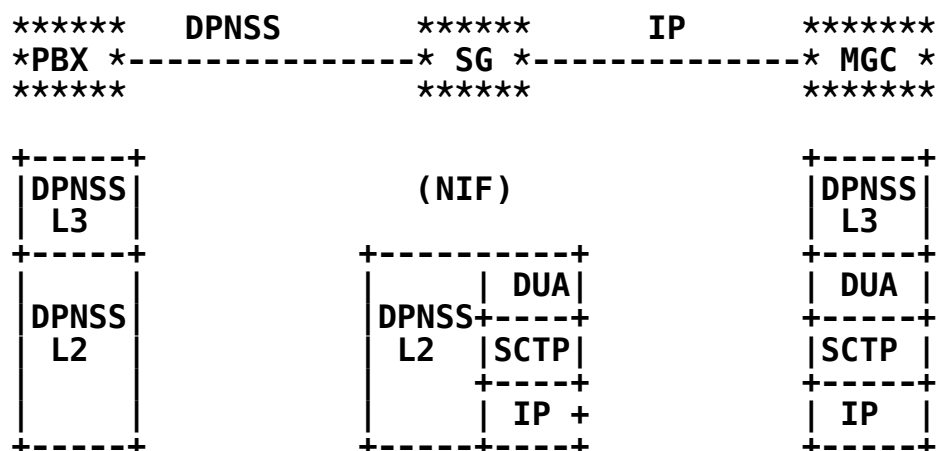 ******   DPNSS       ******      IP      *******
*PBX *---------------* SG *--------------* MGC *
******               ******              *******
+-----+                                  +-----+
|DPNSS|              (NIF)               |DPNSS|
| L3  |                                  | L3  |
+-----+           +----------+           +-----+
|     |           |     | DUA|           | DUA |
|DPNSS|           |DPNSS+----+           +-----+
| L2  |           | L2  |SCTP|           |SCTP |
|     |           |     +----+           +-----+
|     |           |     | IP +           | IP  |
+-----+           +-----+----+           +-----+